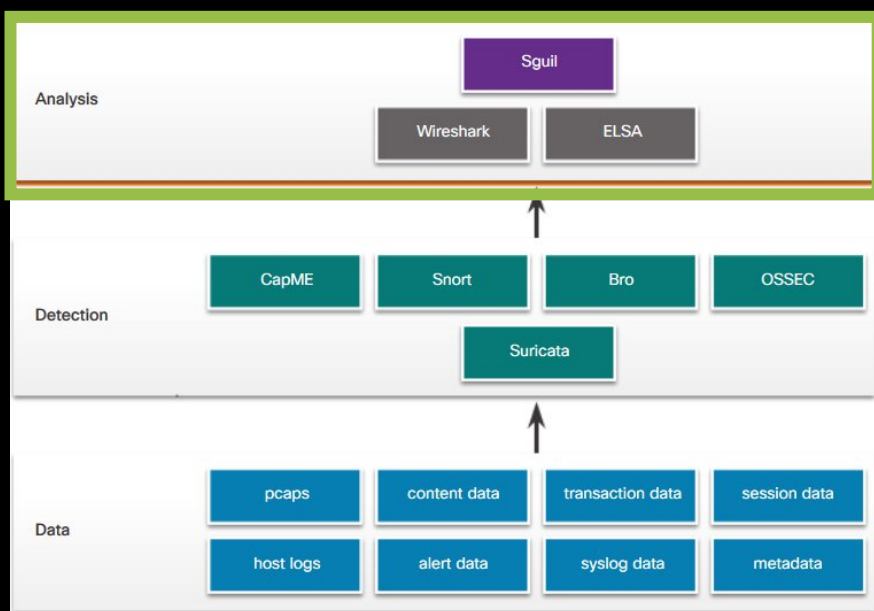 Analysis
Sguil
Wireshark
ELSA
Detection
CapME
Snort
Bro
OSSEC
Suricata
Data
pcaps
content data
transaction data
session data
host logs
alert data
syslog data
metadata